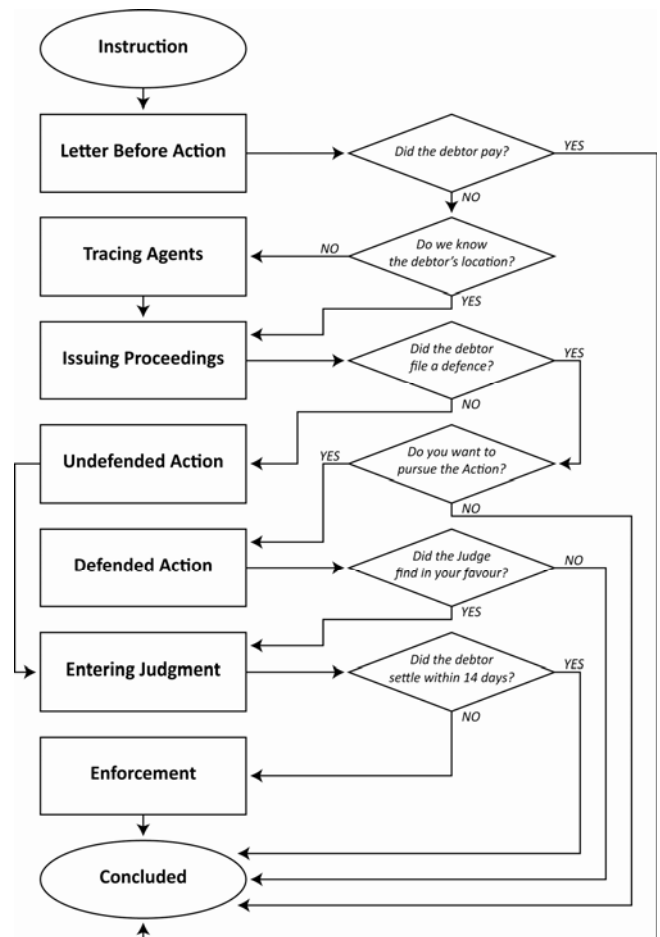 Instruction
Letter Before Action
Did the debtor pay?
YES
NO
Tracing Agents
NO
Do we know
the debtor's location?
YES
Issuing Proceedings
Did the debtor
file a defence?
YES
NO
Undefended Action
YES
Do you want to
pursue the Action?
NO
Defended Action
Did the Judge
find in your favour?
NO
YES
Entering Judgment
Did the debtor
settle within 14 days?
YES
NO
Enforcement
Concluded